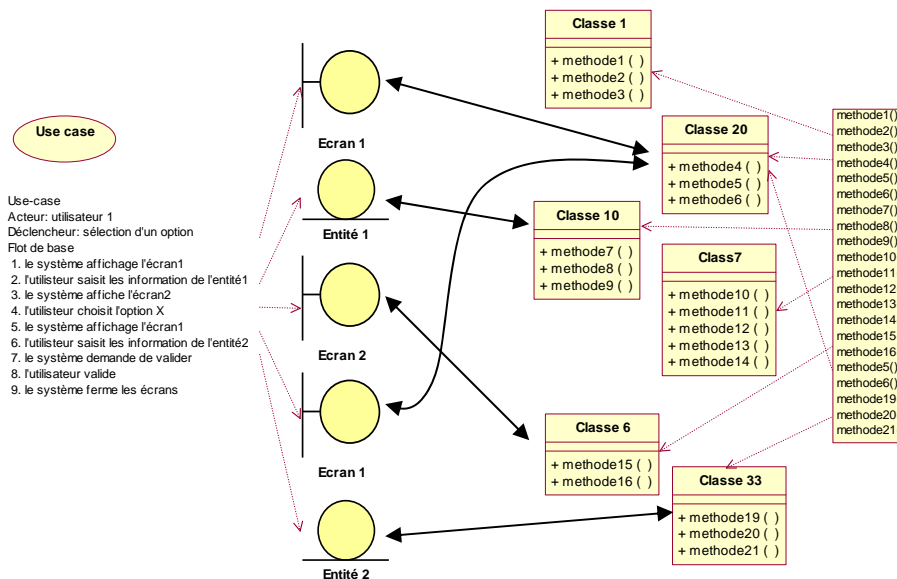 Use case
Use-case
Acteur: utilisateur 1
Déclencheur: sélection d'un option
Flot de base
1. le système affichage l'écran1
2. l'utiliseteur saisit les information de l'entité1
3. le système affiche l'écran2
4. l'utiliseur choisit l'option X
5. le système affichage l'écran1
6. l'utiliseteur saisit les information de l'entité2
7. le système demande de valider
8. l'utilisateur valide
9. le système ferme les écrans
Ecran 1
Entité 1
Ecran 2
Ecran 1
Entité 2
Classe 1
+ methode1 ( )
+ methode2 ( )
+ methode3 ( )
Classe 20
+ methode4 ( )
+ methode5 ( )
+ methode6 ( )
Classe 10
+ methode7 ( )
+ methode8 ( )
+ methode9 ( )
Class7
+ methode10 ( )
+ methode11 ( )
+ methode12 ( )
+ methode13 ( )
+ methode14 ( )
Classe 6
+ methode15 ( )
+ methode16 ( )
Classe 33
+ methode19 ( )
+ methode20 ( )
+ methode21 ( )
methode1()
methode2()
methode3()
methode4()
methode5()
methode6()
methode7()
methode8()
methode9()
methode10
methode11
methode12
methode13
methode14
methode15
methode16
methode5()
methode6()
methode19
methode20
methode21